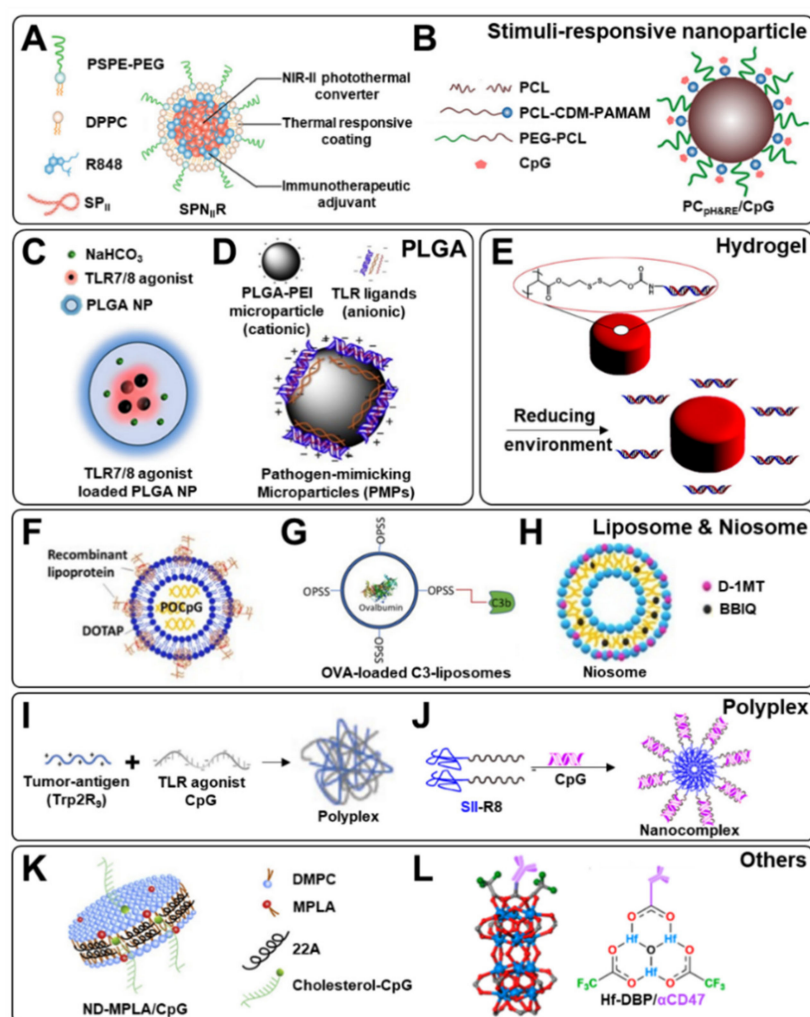 A
PSPE-PEG
DPPC
R848
SP_II
NIR-II photothermal
converter
Thermal responsive
coating
Immunotherapeutic
adjuvant
SPN_IIR
B
Stimuli-responsive nanoparticle
PCL
PCL-CDM-PAMAM
PEG-PCL
CpG
PC_pH&RE/CpG
C
NaHCO₃
TLR7/8 agonist
PLGA NP
TLR7/8 agonist
loaded PLGA NP
D
PLGA
PLGA-PEI
microparticle
(cationic)
TLR ligands
(anionic)
Pathogen-mimicking
Microparticles (PMPs)
E
Hydrogel
O
O
S
S
O
O
N
H
Reducing
environment
F
Recombinant
lipoprotein
POCpG
DOTAP
G
OPSS
OPSS
Ovalbumin
OPSS
C3b
OPSS
OVA-loaded C3-liposomes
H
Liposome & Niosome
D-1MT
BBIQ
Niosome
I
Tumor-antigen
(Trp2R₉)
+
TLR agonist
CpG
Polyplex
J
Polyplex
SII-R8
CpG
Nanocomplex
K
DMPC
MPLA
22A
Cholesterol-CpG
ND-MPLA/CpG
L
Others
O
O
Hf
Hf
O
O
O
Hf
O
O
F₃C
CF₃
Hf-DBP/αCD47